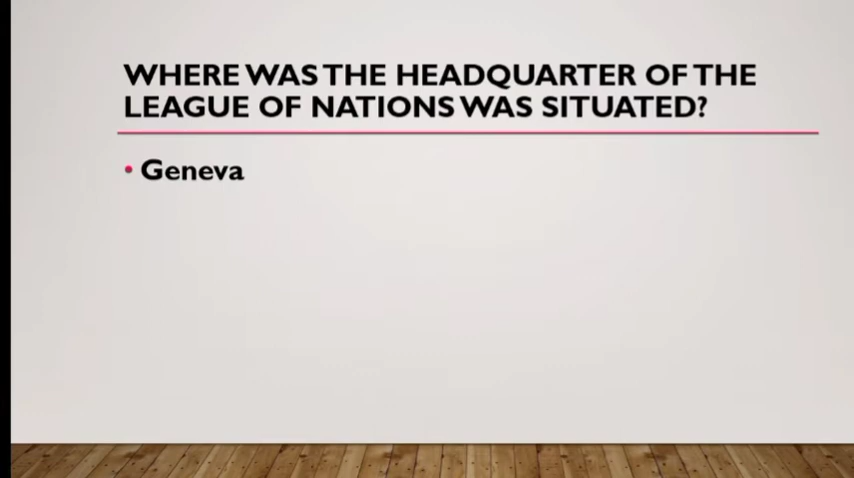 WHERE WAS THE HEADQUARTER OF THE
LEAGUE OF NATIONS WAS SITUATED?
• Geneva